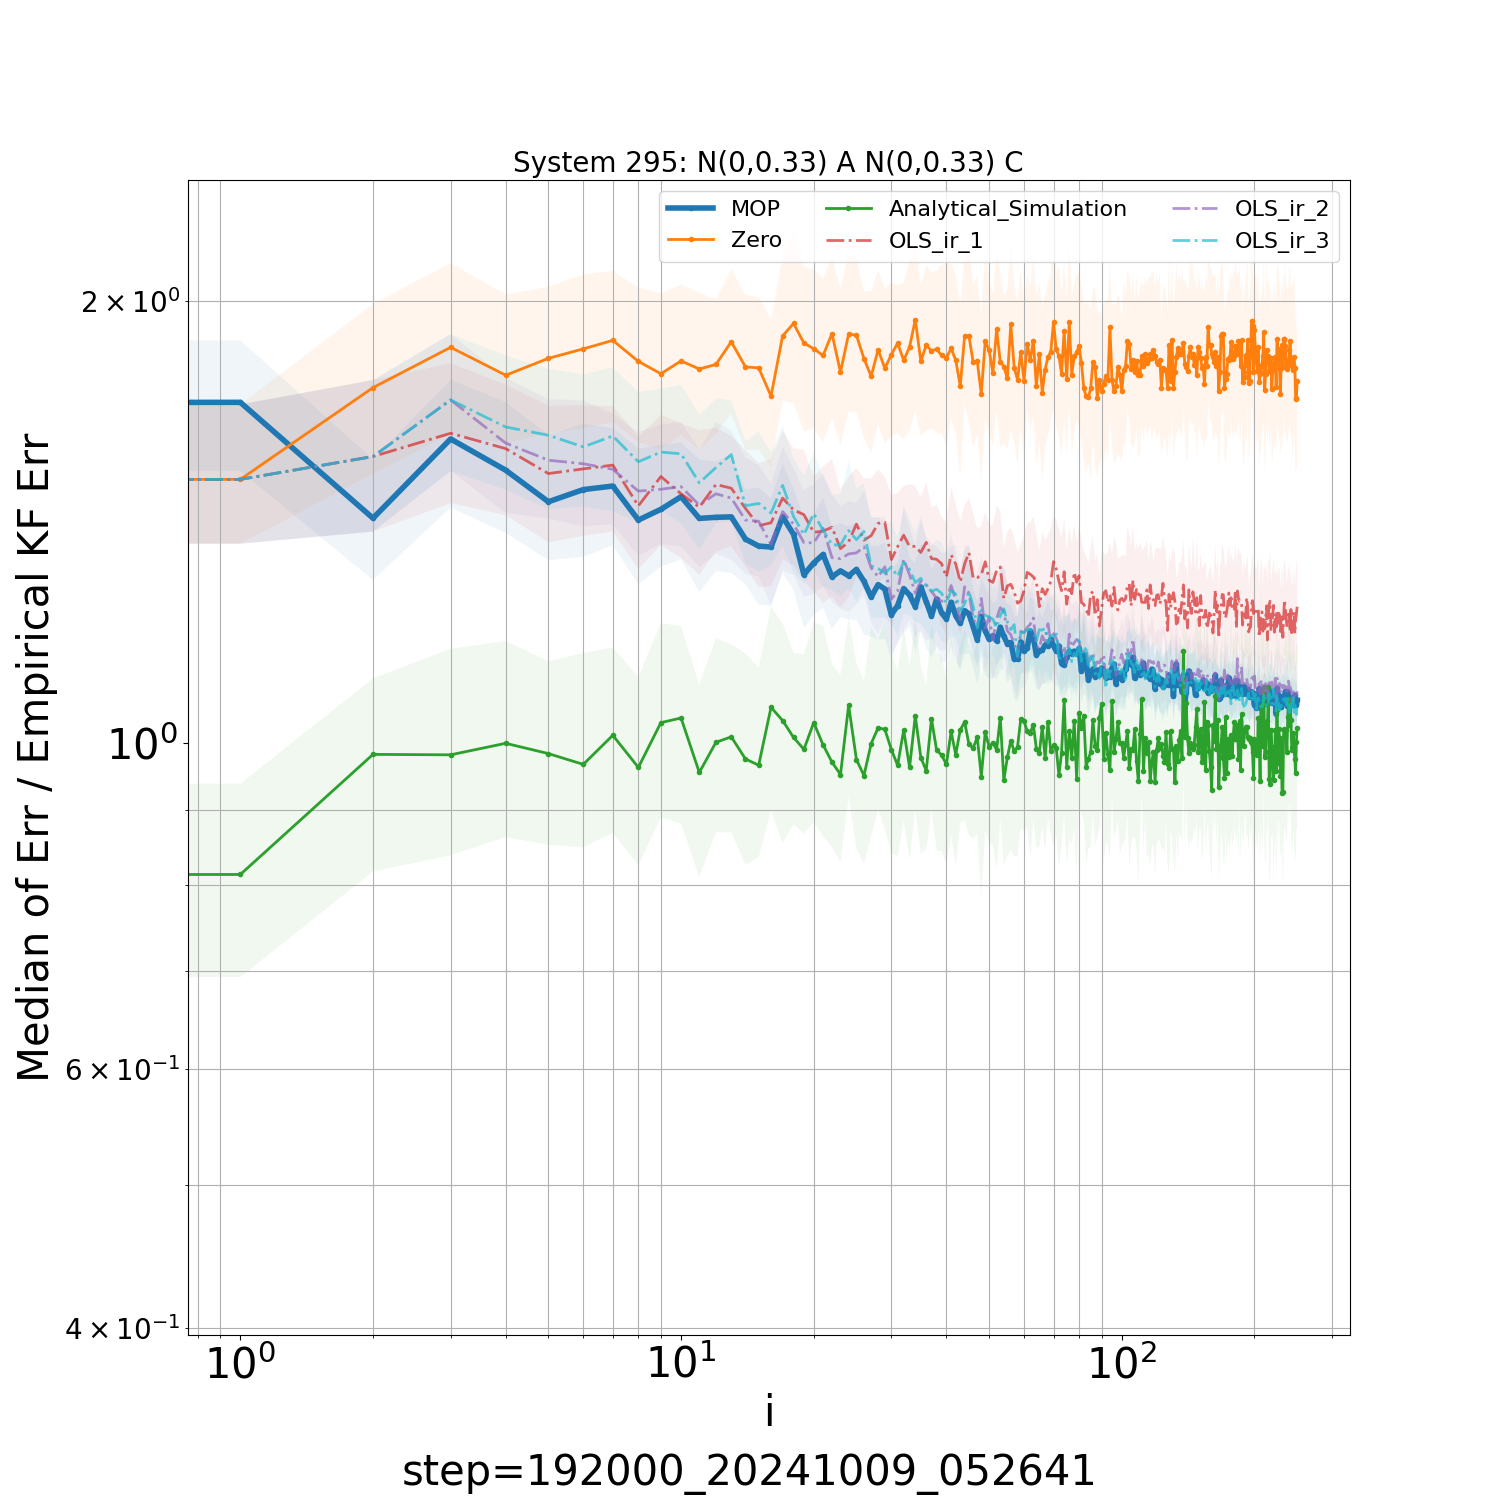 System 295: N(0,0.33) A N(0,0.33) C
MOP
Zero
Analytical_Simulation
OLS_ir_1
OLS_ir_2
OLS_ir_3
Median of Err / Empirical KF Err
2 × 10⁰
10⁰
6 × 10⁻¹
4 × 10⁻¹
10⁰ 10¹ 10²
i
step=192000_20241009_052641